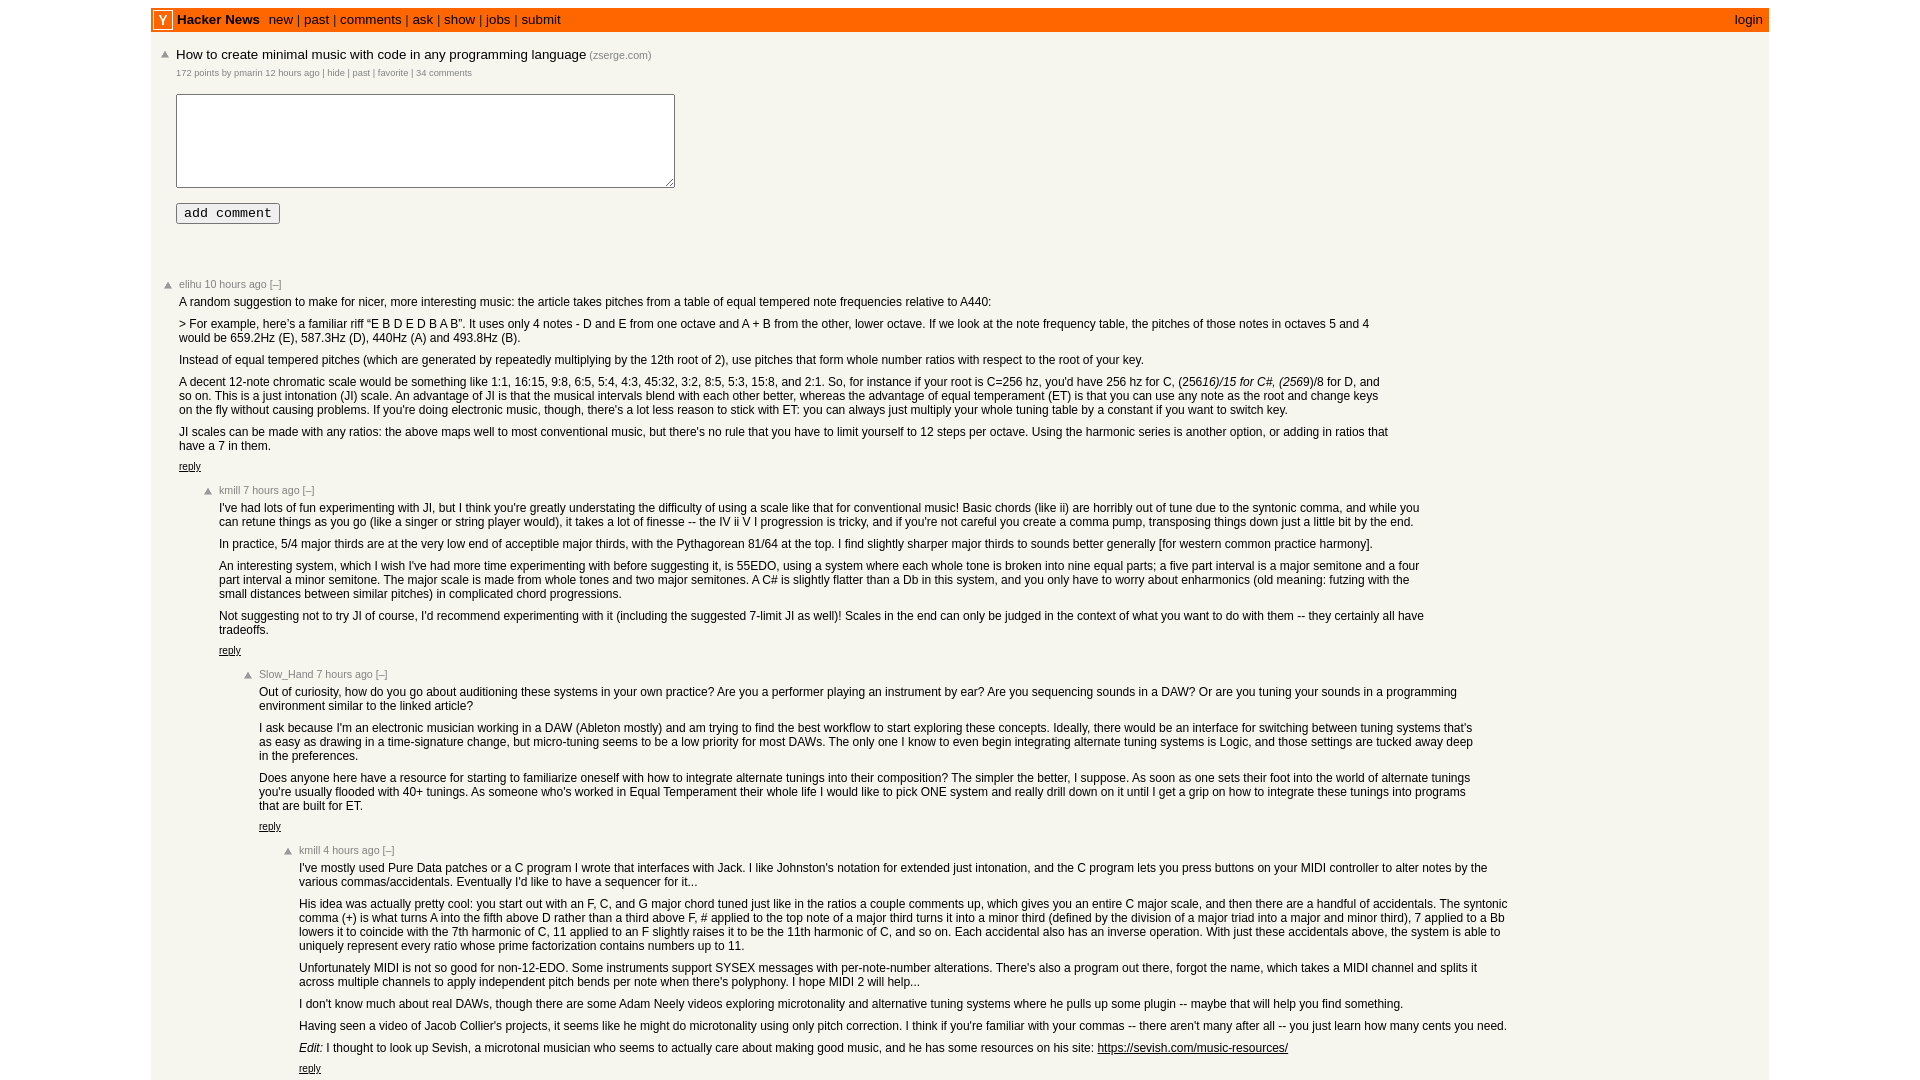 Y Hacker News new | past | comments | ask | show | jobs | submit login
How to create minimal music with code in any programming language (zserge.com)
172 points by pmarin 12 hours ago | hide | past | favorite | 34 comments
add comment
elihu 10 hours ago [–]
A random suggestion to make for nicer, more interesting music: the article takes pitches from a table of equal tempered note frequencies relative to A440:
> For example, here’s a familiar riff “E B D E D B A B”. It uses only 4 notes - D and E from one octave and A + B from the other, lower octave. If we look at the note frequency table, the pitches of those notes in octaves 5 and 4
would be 659.2Hz (E), 587.3Hz (D), 440Hz (A) and 493.8Hz (B).
Instead of equal tempered pitches (which are generated by repeatedly multiplying by the 12th root of 2), use pitches that form whole number ratios with respect to the root of your key.
A decent 12-note chromatic scale would be something like 1:1, 16:15, 9:8, 6:5, 5:4, 4:3, 45:32, 3:2, 8:5, 5:3, 15:8, and 2:1. So, for instance if your root is C=256 hz, you'd have 256 hz for C, (25616)/15 for C#, (2569)/8 for D, and
so on. This is a just intonation (JI) scale. An advantage of JI is that the musical intervals blend with each other better, whereas the advantage of equal temperament (ET) is that you can use any note as the root and change keys
on the fly without causing problems. If you're doing electronic music, though, there's a lot less reason to stick with ET: you can always just multiply your whole tuning table by a constant if you want to switch key.
JI scales can be made with any ratios: the above maps well to most conventional music, but there's no rule that you have to limit yourself to 12 steps per octave. Using the harmonic series is another option, or adding in ratios that
have a 7 in them.
reply
kmill 7 hours ago [–]
I've had lots of fun experimenting with JI, but I think you're greatly understating the difficulty of using a scale like that for conventional music! Basic chords (like ii) are horribly out of tune due to the syntonic comma, and while you
can retune things as you go (like a singer or string player would), it takes a lot of finesse -- the IV ii V I progression is tricky, and if you're not careful you create a comma pump, transposing things down just a little bit by the end.
In practice, 5/4 major thirds are at the very low end of acceptible major thirds, with the Pythagorean 81/64 at the top. I find slightly sharper major thirds to sounds better generally [for western common practice harmony].
An interesting system, which I wish I've had more time experimenting with before suggesting it, is 55EDO, using a system where each whole tone is broken into nine equal parts; a five part interval is a major semitone and a four
part interval a minor semitone. The major scale is made from whole tones and two major semitones. A C# is slightly flatter than a Db in this system, and you only have to worry about enharmonics (old meaning: futzing with the
small distances between similar pitches) in complicated chord progressions.
Not suggesting not to try JI of course, I'd recommend experimenting with it (including the suggested 7-limit JI as well)! Scales in the end can only be judged in the context of what you want to do with them -- they certainly all have
tradeoffs.
reply
Slow_Hand 7 hours ago [–]
Out of curiosity, how do you go about auditioning these systems in your own practice? Are you a performer playing an instrument by ear? Are you sequencing sounds in a DAW? Or are you tuning your sounds in a programming
environment similar to the linked article?
I ask because I'm an electronic musician working in a DAW (Ableton mostly) and am trying to find the best workflow to start exploring these concepts. Ideally, there would be an interface for switching between tuning systems that's
as easy as drawing in a time-signature change, but micro-tuning seems to be a low priority for most DAWs. The only one I know to even begin integrating alternate tuning systems is Logic, and those settings are tucked away deep
in the preferences.
Does anyone here have a resource for starting to familiarize oneself with how to integrate alternate tunings into their composition? The simpler the better, I suppose. As soon as one sets their foot into the world of alternate tunings
you're usually flooded with 40+ tunings. As someone who's worked in Equal Temperament their whole life I would like to pick ONE system and really drill down on it until I get a grip on how to integrate these tunings into programs
that are built for ET.
reply
kmill 4 hours ago [–]
I've mostly used Pure Data patches or a C program I wrote that interfaces with Jack. I like Johnston's notation for extended just intonation, and the C program lets you press buttons on your MIDI controller to alter notes by the
various commas/accidentals. Eventually I'd like to have a sequencer for it...
His idea was actually pretty cool: you start out with an F, C, and G major chord tuned just like in the ratios a couple comments up, which gives you an entire C major scale, and then there are a handful of accidentals. The syntonic
comma (+) is what turns A into the fifth above D rather than a third above F, # applied to the top note of a major third turns it into a minor third (defined by the division of a major triad into a major and minor third), 7 applied to a Bb
lowers it to coincide with the 7th harmonic of C, 11 applied to an F slightly raises it to be the 11th harmonic of C, and so on. Each accidental also has an inverse operation. With just these accidentals above, the system is able to
uniquely represent every ratio whose prime factorization contains numbers up to 11.
Unfortunately MIDI is not so good for non-12-EDO. Some instruments support SYSEX messages with per-note-number alterations. There's also a program out there, forgot the name, which takes a MIDI channel and splits it
across multiple channels to apply independent pitch bends per note when there's polyphony. I hope MIDI 2 will help...
I don't know much about real DAWs, though there are some Adam Neely videos exploring microtonality and alternative tuning systems where he pulls up some plugin -- maybe that will help you find something.
Having seen a video of Jacob Collier's projects, it seems like he might do microtonality using only pitch correction. I think if you're familiar with your commas -- there aren't many after all -- you just learn how many cents you need.
Edit: I thought to look up Sevish, a microtonal musician who seems to actually care about making good music, and he has some resources on his site: https://sevish.com/music-resources/
reply